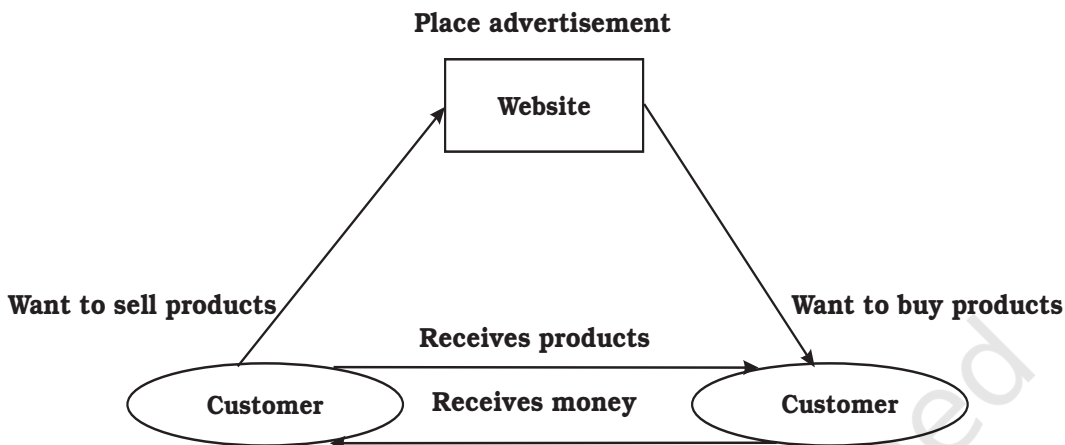 Place advertisement
Website
Want to sell products
Want to buy products
Receives products
Customer
Receives money
Customer